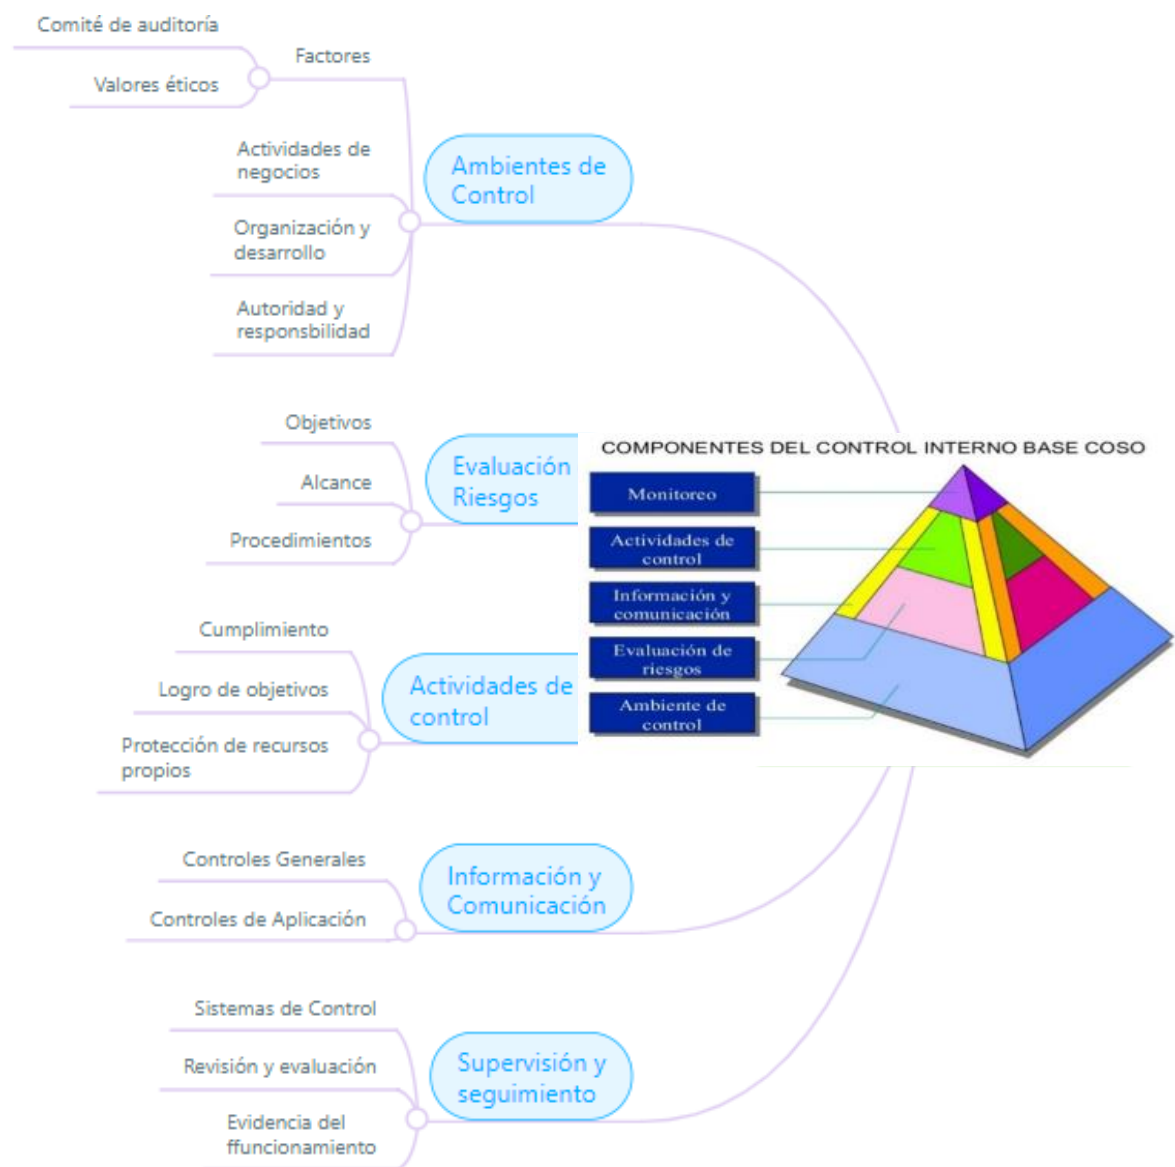 Comité de auditoría
Valores éticos
Factores
Actividades de
negocios
Organización y
desarrollo
Autoridad y
responsbilidad
Ambientes de
Control
Objetivos
Alcance
Procedimientos
Evaluación
Riesgos
Cumplimiento
Logro de objetivos
Protección de recursos
propios
Actividades de
control
COMPONENTES DEL CONTROL INTERNO BASE COSO
Monitoreo
Actividades de
control
Información y
comunicación
Evaluación de
riesgos
Ambiente de
control
Controles Generales
Controles de Aplicación
Información y
Comunicación
Sistemas de Control
Revisión y evaluación
Evidencia del
ffuncionamiento
Supervisión y
seguimiento